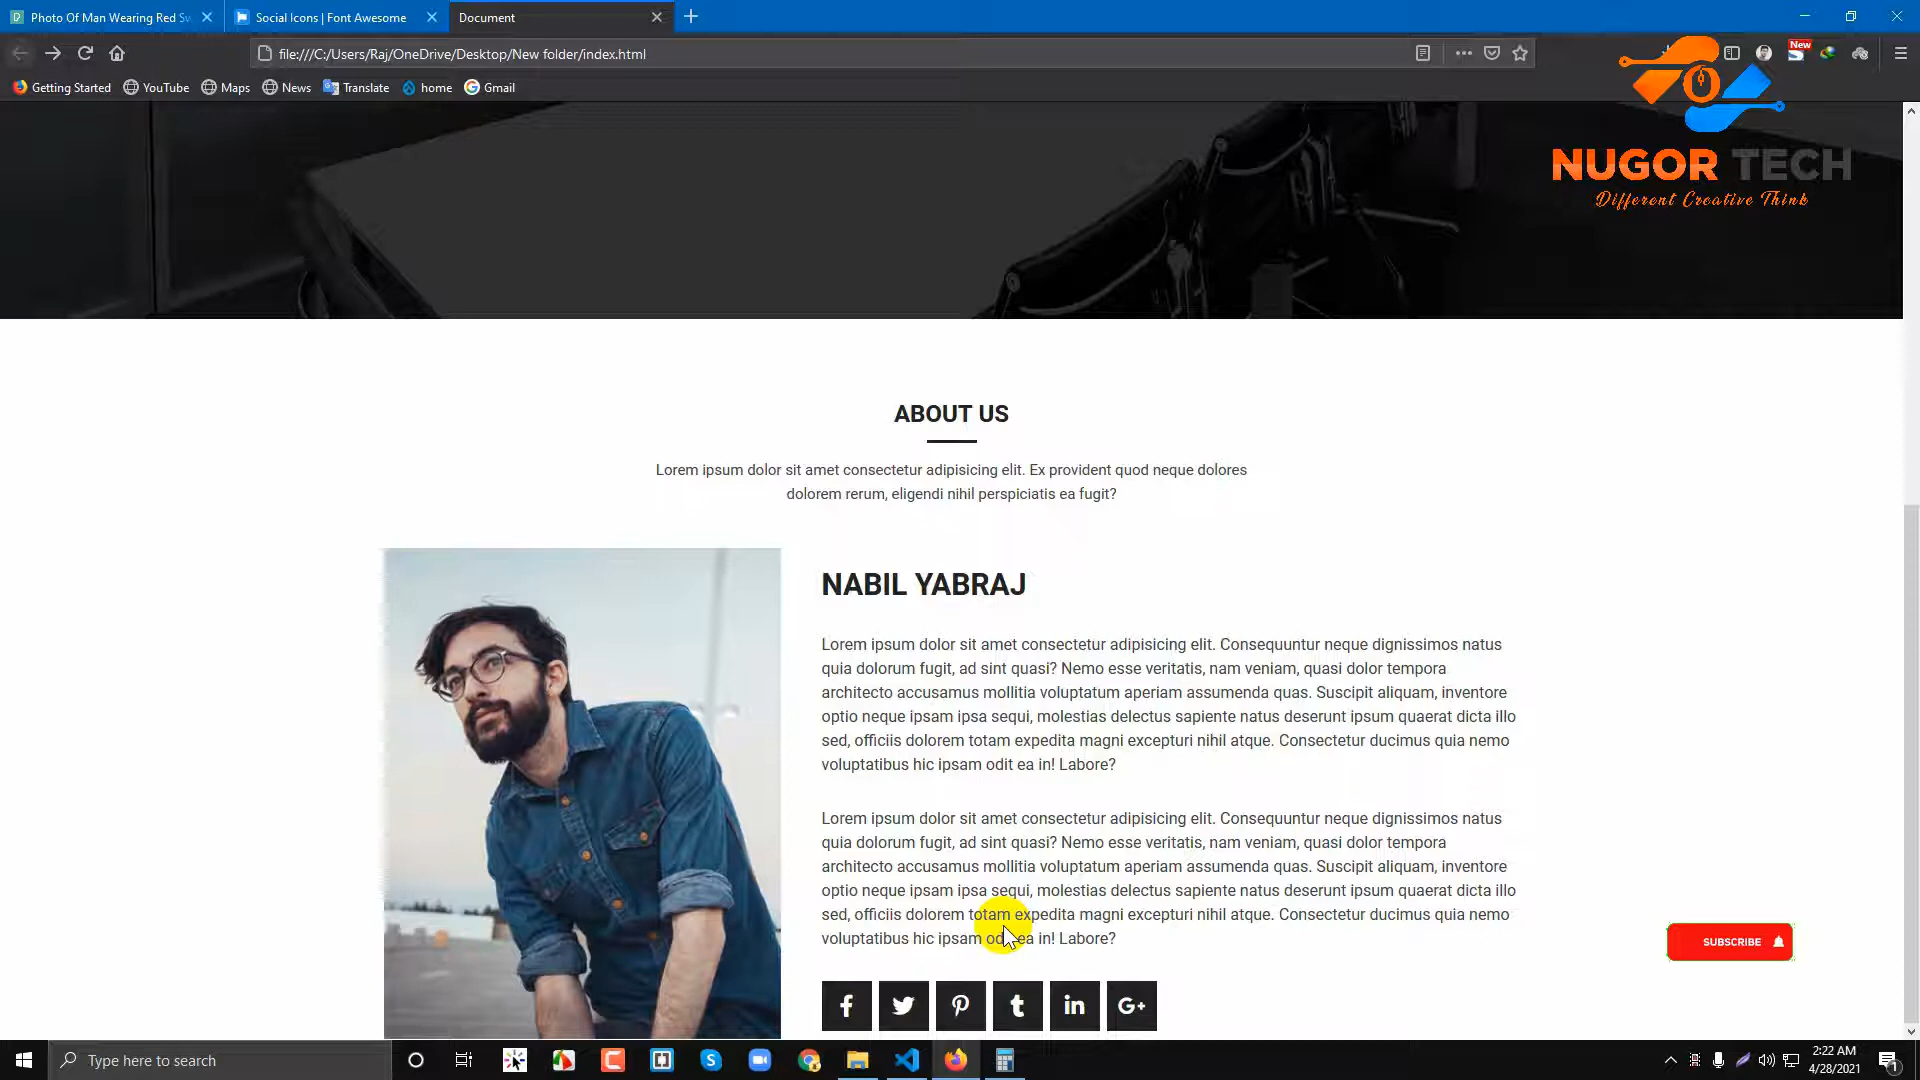 Photo Of Man Wearing Red Sw
Social Icons | Font Awesome
Document
file:///C:/Users/Raj/OneDrive/Desktop/New folder/index.html
New
Getting Started
YouTube
Maps
News
Translate
home
Gmail
NUGOR TECH
Different Creative Think
ABOUT US
Lorem ipsum dolor sit amet consectetur adipisicing elit. Ex provident quod neque dolores
dolorem rerum, eligendi nihil perspiciatis ea fugit?
NABIL YABRAJ
Lorem ipsum dolor sit amet consectetur adipisicing elit. Consequuntur neque dignissimos natus
quia dolorum fugit, ad sint quasi? Nemo esse veritatis, nam veniam, quasi dolor tempora
architecto accusamus mollitia voluptatum aperiam assumenda quas. Suscipit aliquam, inventore
optio neque ipsam ipsa sequi, molestias delectus sapiente natus deserunt ipsum quaerat dicta illo
sed, officiis dolorem totam expedita magni excepturi nihil atque. Consectetur ducimus quia nemo
voluptatibus hic ipsam odit ea in! Labore?
Lorem ipsum dolor sit amet consectetur adipisicing elit. Consequuntur neque dignissimos natus
quia dolorum fugit, ad sint quasi? Nemo esse veritatis, nam veniam, quasi dolor tempora
architecto accusamus mollitia voluptatum aperiam assumenda quas. Suscipit aliquam, inventore
optio neque ipsam ipsa sequi, molestias delectus sapiente natus deserunt ipsum quaerat dicta illo
sed, officiis dolorem totam expedita magni excepturi nihil atque. Consectetur ducimus quia nemo
voluptatibus hic ipsam odit ea in! Labore?
SUBSCRIBE
Type here to search
2:22 AM
4/28/2021